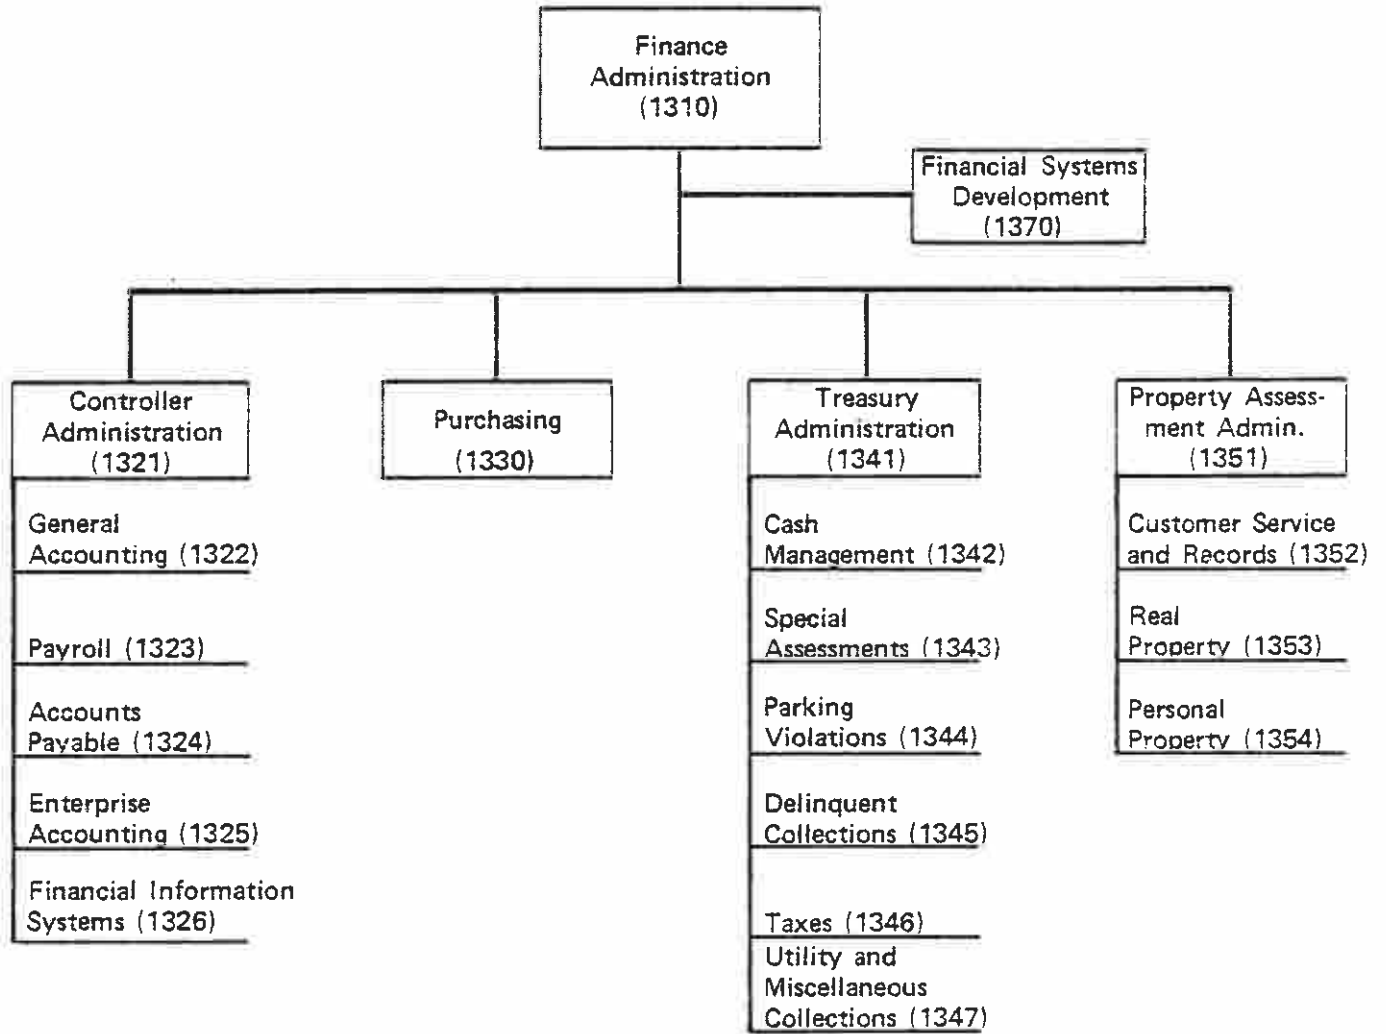 Finance
Administration
(1310)
Financial Systems
Development
(1370)
Controller
Administration
(1321)
General
Accounting (1322)
Payroll (1323)
Accounts
Payable (1324)
Enterprise
Accounting (1325)
Financial Information
Systems (1326)
Purchasing
(1330)
Treasury
Administration
(1341)
Cash
Management (1342)
Special
Assessments (1343)
Parking
Violations (1344)
Delinquent
Collections (1345)
Taxes (1346)
Utility and
Miscellaneous
Collections (1347)
Property Assess-
ment Admin.
(1351)
Customer Service
and Records (1352)
Real
Property (1353)
Personal
Property (1354)